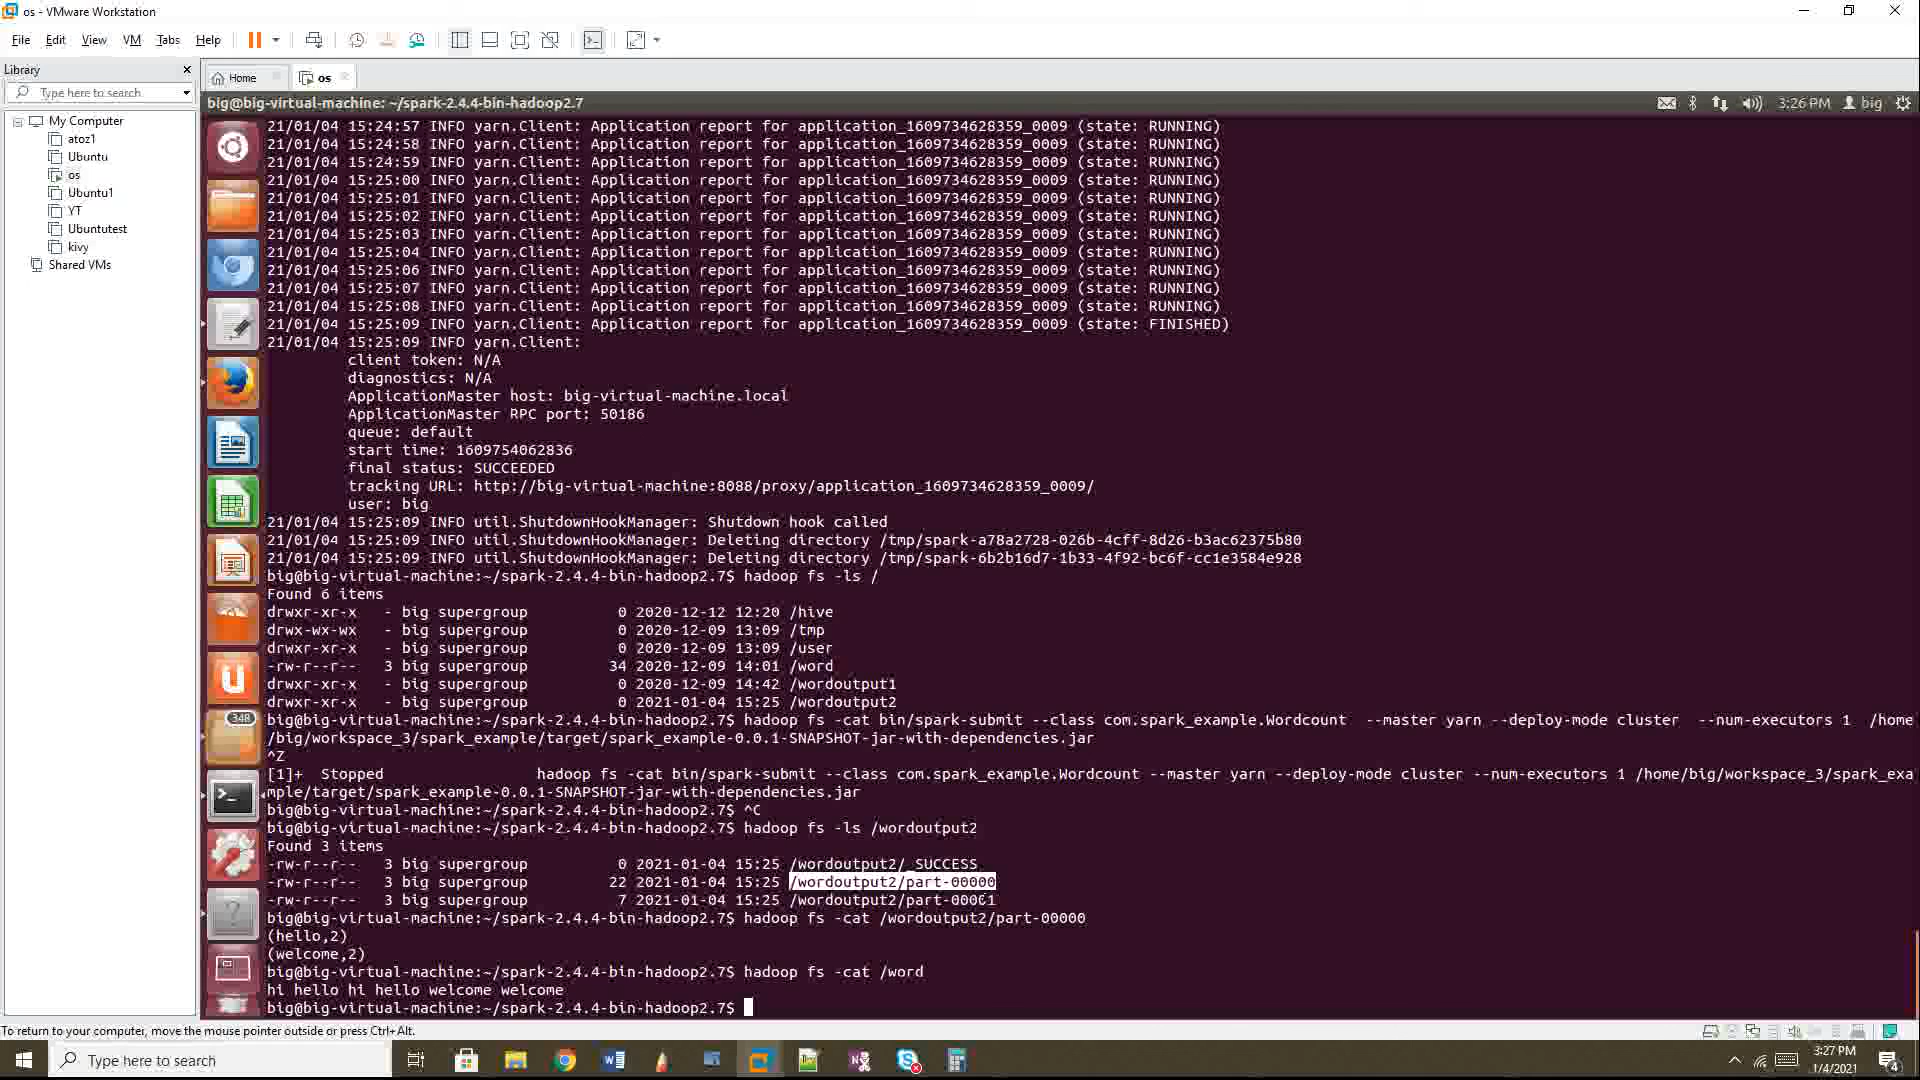 os - VMware Workstation
File Edit View VM Tabs Help
Library
Type here to search
My Computer
atoz1
Ubuntu
os
Ubuntu1
YT
Ubuntutest
kivy
Shared VMs
Home os
big@big-virtual-machine: ~/spark-2.4.4-bin-hadoop2.7 3:26 PM big
21/01/04 15:24:57 INFO yarn.Client: Application report for application_1609734628359_0009 (state: RUNNING)
21/01/04 15:24:58 INFO yarn.Client: Application report for application_1609734628359_0009 (state: RUNNING)
21/01/04 15:24:59 INFO yarn.Client: Application report for application_1609734628359_0009 (state: RUNNING)
21/01/04 15:25:00 INFO yarn.Client: Application report for application_1609734628359_0009 (state: RUNNING)
21/01/04 15:25:01 INFO yarn.Client: Application report for application_1609734628359_0009 (state: RUNNING)
21/01/04 15:25:02 INFO yarn.Client: Application report for application_1609734628359_0009 (state: RUNNING)
21/01/04 15:25:03 INFO yarn.Client: Application report for application_1609734628359_0009 (state: RUNNING)
21/01/04 15:25:04 INFO yarn.Client: Application report for application_1609734628359_0009 (state: RUNNING)
21/01/04 15:25:06 INFO yarn.Client: Application report for application_1609734628359_0009 (state: RUNNING)
21/01/04 15:25:07 INFO yarn.Client: Application report for application_1609734628359_0009 (state: RUNNING)
21/01/04 15:25:08 INFO yarn.Client: Application report for application_1609734628359_0009 (state: RUNNING)
21/01/04 15:25:09 INFO yarn.Client: Application report for application_1609734628359_0009 (state: FINISHED)
21/01/04 15:25:09 INFO yarn.Client:
client token: N/A
diagnostics: N/A
ApplicationMaster host: big-virtual-machine.local
ApplicationMaster RPC port: 50186
queue: default
start time: 1609754062836
final status: SUCCEEDED
tracking URL: http://big-virtual-machine:8088/proxy/application_1609734628359_0009/
user: big
21/01/04 15:25:09 INFO util.ShutdownHookManager: Shutdown hook called
21/01/04 15:25:09 INFO util.ShutdownHookManager: Deleting directory /tmp/spark-a78a2728-026b-4cff-8d26-b3ac62375b80
21/01/04 15:25:09 INFO util.ShutdownHookManager: Deleting directory /tmp/spark-6b2b16d7-1b33-4f92-bc6f-cc1e3584e928
big@big-virtual-machine:~/spark-2.4.4-bin-hadoop2.7$ hadoop fs -ls /
Found 6 items
drwxr-xr-x - big supergroup 0 2020-12-12 12:20 /hive
drwx-wx-wx - big supergroup 0 2020-12-09 13:09 /tmp
drwxr-xr-x - big supergroup 0 2020-12-09 13:09 /user
-rw-r--r-- 3 big supergroup 34 2020-12-09 14:01 /word
drwxr-xr-x - big supergroup 0 2020-12-09 14:42 /wordoutput1
drwxr-xr-x - big supergroup 0 2021-01-04 15:25 /wordoutput2
348
big@big-virtual-machine:~/spark-2.4.4-bin-hadoop2.7$ hadoop fs -cat bin/spark-submit --class com.spark_example.Wordcount --master yarn --deploy-mode cluster --num-executors 1 /home
/big/workspace_3/spark_example/target/spark_example-0.0.1-SNAPSHOT-jar-with-dependencies.jar
^Z
[1]+ Stopped hadoop fs -cat bin/spark-submit --class com.spark_example.Wordcount --master yarn --deploy-mode cluster --num-executors 1 /home/big/workspace_3/spark_exa
mple/target/spark_example-0.0.1-SNAPSHOT-jar-with-dependencies.jar
big@big-virtual-machine:~/spark-2.4.4-bin-hadoop2.7$ ^C
big@big-virtual-machine:~/spark-2.4.4-bin-hadoop2.7$ hadoop fs -ls /wordoutput2
Found 3 items
-rw-r--r-- 3 big supergroup 0 2021-01-04 15:25 /wordoutput2/_SUCCESS
-rw-r--r-- 3 big supergroup 22 2021-01-04 15:25 /wordoutput2/part-00000
-rw-r--r-- 3 big supergroup 7 2021-01-04 15:25 /wordoutput2/part-00001
big@big-virtual-machine:~/spark-2.4.4-bin-hadoop2.7$ hadoop fs -cat /wordoutput2/part-00000
(hello,2)
(welcome,2)
big@big-virtual-machine:~/spark-2.4.4-bin-hadoop2.7$ hadoop fs -cat /word
hi hello hi hello welcome welcome
big@big-virtual-machine:~/spark-2.4.4-bin-hadoop2.7$
To return to your computer, move the mouse pointer outside or press Ctrl+Alt.
Type here to search
3:27 PM
1/4/2021
4